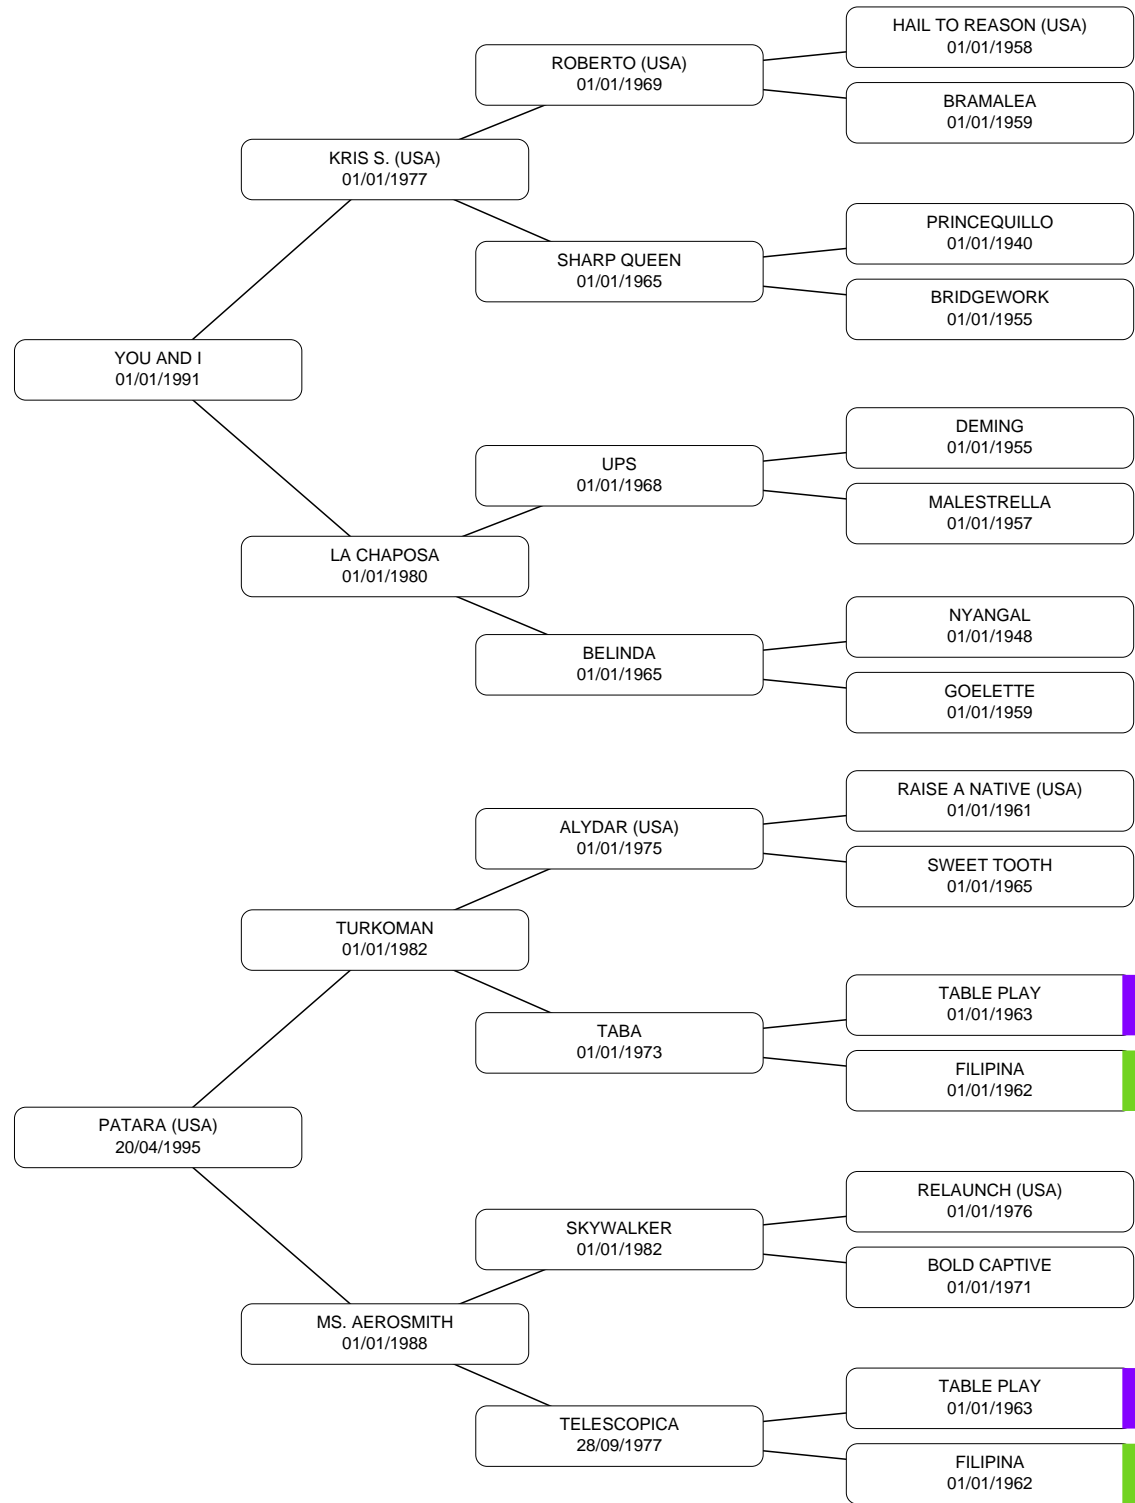 HAIL TO REASON (USA)
01/01/1958
ROBERTO (USA)
01/01/1969
BRAMALEA
01/01/1959
KRIS S. (USA)
01/01/1977
PRINCEQUILLO
01/01/1940
SHARP QUEEN
01/01/1965
BRIDGEWORK
01/01/1955
YOU AND I
01/01/1991
DEMING
01/01/1955
UPS
01/01/1968
MALESTRELLA
01/01/1957
LA CHAPOSA
01/01/1980
NYANGAL
01/01/1948
BELINDA
01/01/1965
GOELETTE
01/01/1959
RAISE A NATIVE (USA)
01/01/1961
ALYDAR (USA)
01/01/1975
SWEET TOOTH
01/01/1965
TURKOMAN
01/01/1982
TABLE PLAY
01/01/1963
TABA
01/01/1973
FILIPINA
01/01/1962
PATARA (USA)
20/04/1995
RELAUNCH (USA)
01/01/1976
SKYWALKER
01/01/1982
BOLD CAPTIVE
01/01/1971
MS. AEROSMITH
01/01/1988
TABLE PLAY
01/01/1963
TELESCOPICA
28/09/1977
FILIPINA
01/01/1962